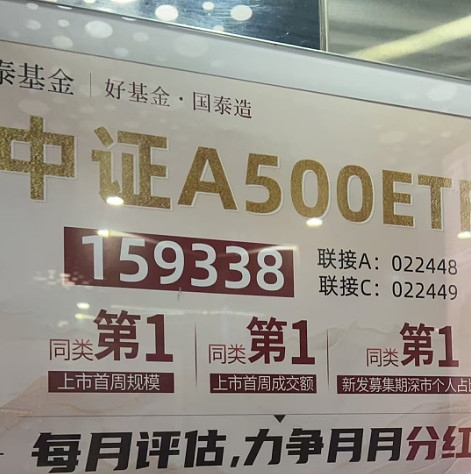 泰基金 | 好基金·国泰造
中证A500ETF
159338
联接A：022448
联接C：022449
同类第1
上市首周规模
同类第1
上市首周成交额
同类第1
新发募集期深市个人占比
每月评估，力争月月分红